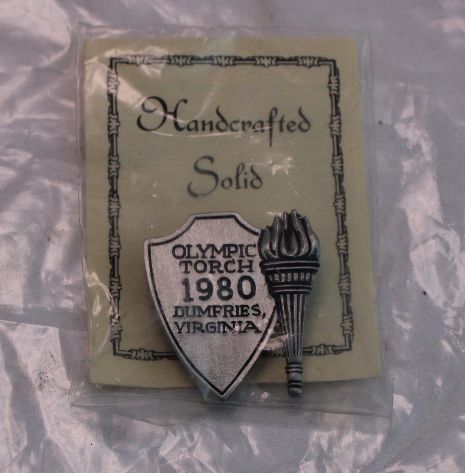 Handcrafted
Solid
OLYMPIC
TORCH
1980
DUMFRIES,
VIRGINIA